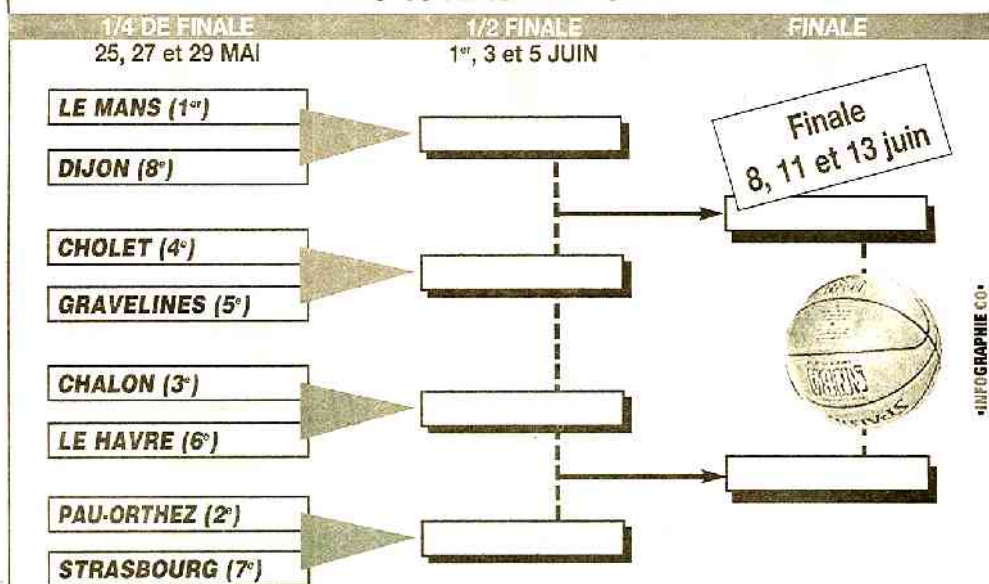 1/4 DE FINALE
25, 27 et 29 MAI
1/2 FINALE
1er, 3 et 5 JUIN
FINALE
LE MANS (1er)
DIJON (8e)
CHOLET (4e)
GRAVELINES (5e)
CHALON (3e)
LE HAVRE (6e)
PAU-ORTHEZ (2e)
STRASBOURG (7e)
Finale
8, 11 et 13 juin
•INFOGRAPHIE CO•